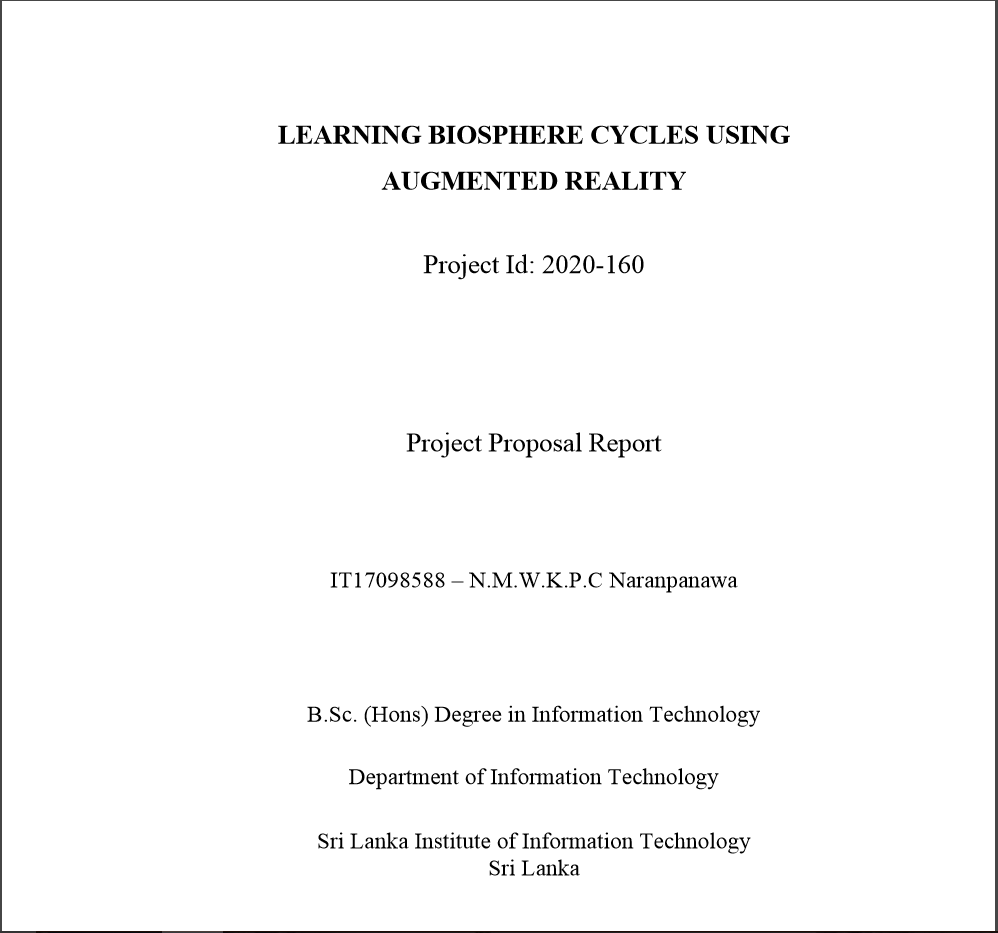 LEARNING BIOSPHERE CYCLES USING
AUGMENTED REALITY
Project Id: 2020-160
Project Proposal Report
IT17098588 – N.M.W.K.P.C Naranpanawa
B.Sc. (Hons) Degree in Information Technology
Department of Information Technology
Sri Lanka Institute of Information Technology
Sri Lanka